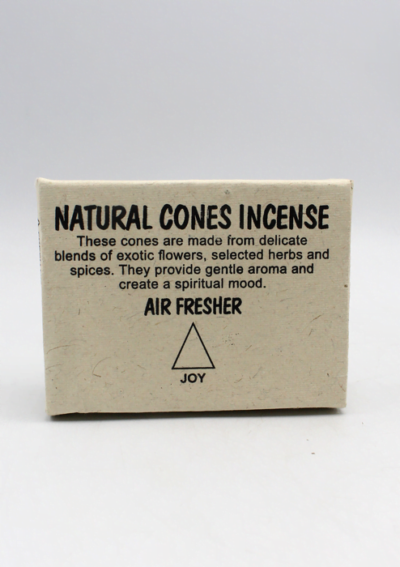 NATURAL CONES INCENSE
These cones are made from delicate
blends of exotic flowers, selected herbs and
spices. They provide gentle aroma and
create a spiritual mood.
AIR FRESHER
JOY